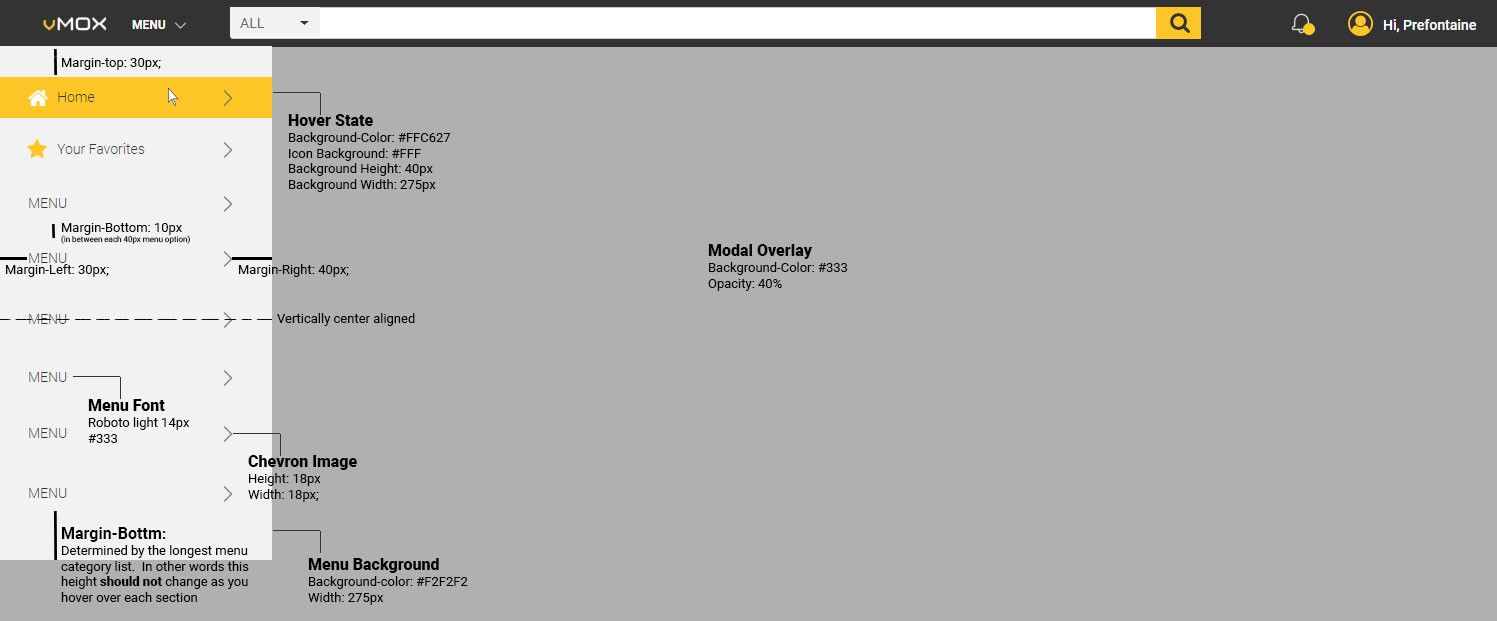 vMOX MENU ALL Hi, Prefontaine
Margin-top: 30px;
Home
Hover State
Background-Color: #FFC627
Icon Background: #FFF
Background Height: 40px
Background Width: 275px
Your Favorites
MENU
Margin-Bottom: 10px
(in between each 40px menu option)
MENU
Margin-Left: 30px;
Margin-Right: 40px;
Modal Overlay
Background-Color: #333
Opacity: 40%
MENU
Vertically center aligned
MENU
Menu Font
Roboto light 14px
#333
MENU
Chevron Image
Height: 18px
Width: 18px;
MENU
Margin-Bottm:
Determined by the longest menu
category list. In other words this
height should not change as you
hover over each section
Menu Background
Background-color: #F2F2F2
Width: 275px